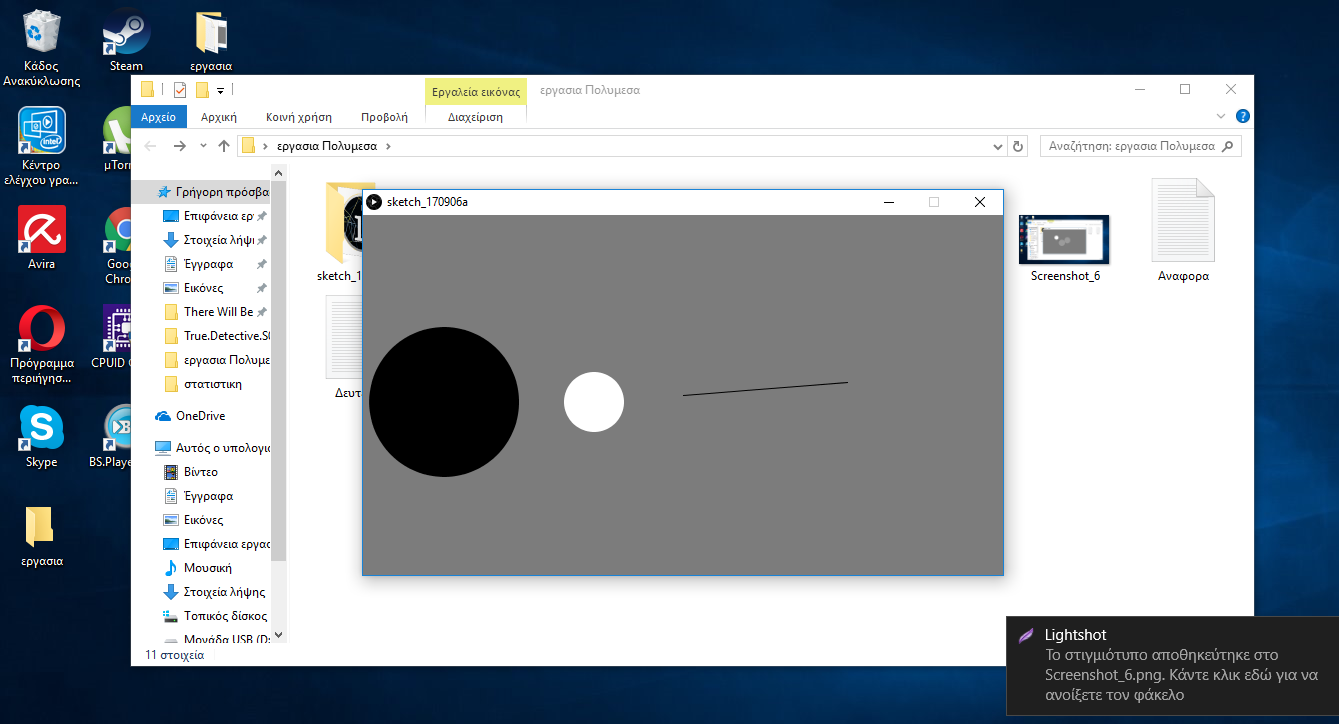 Κάδος
Ανακύκλωσης
Steam
εργασια
Κέντρο
ελέγχου γρα...
μTorr
Avira
Goo
Chro
Πρόγραμμα
περιήγησ...
CPUID
Skype
BS.Playe
εργασια
Εργαλεία εικόνας
εργασια Πολυμεσα
Αρχείο
Αρχική
Κοινή χρήση
Προβολή
Διαχείριση
εργασια Πολυμεσα
Αναζήτηση: εργασια Πολυμεσα
Γρήγορη πρόσβα
Επιφάνεια ερ
Στοιχεία λήψ
Έγγραφα
Εικόνες
There Will Be
True.Detective.S0
εργασια Πολυμε
στατιστικη
OneDrive
Αυτός ο υπολογι
Βίντεο
Έγγραφα
Εικόνες
Επιφάνεια εργας
Μουσική
Στοιχεία λήψης
Τοπικός δίσκος
Μονάδα USB (D:
11 στοιχεία
sketch_1
Δευτ
sketch_170906a
Screenshot_6
Αναφορα
Lightshot
Το στιγμιότυπο αποθηκεύτηκε στο
Screenshot_6.png. Κάντε κλικ εδώ για να
ανοίξετε τον φάκελο